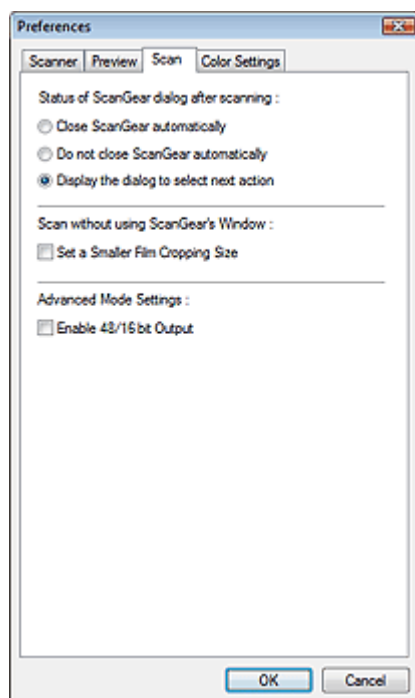 Preferences
Scanner Preview Scan Color Settings
Status of ScanGear dialog after scanning :
Close ScanGear automatically
Do not close ScanGear automatically
Display the dialog to select next action
Scan without using ScanGear's Window :
Set a Smaller Film Cropping Size
Advanced Mode Settings :
Enable 48/16 bit Output
OK Cancel